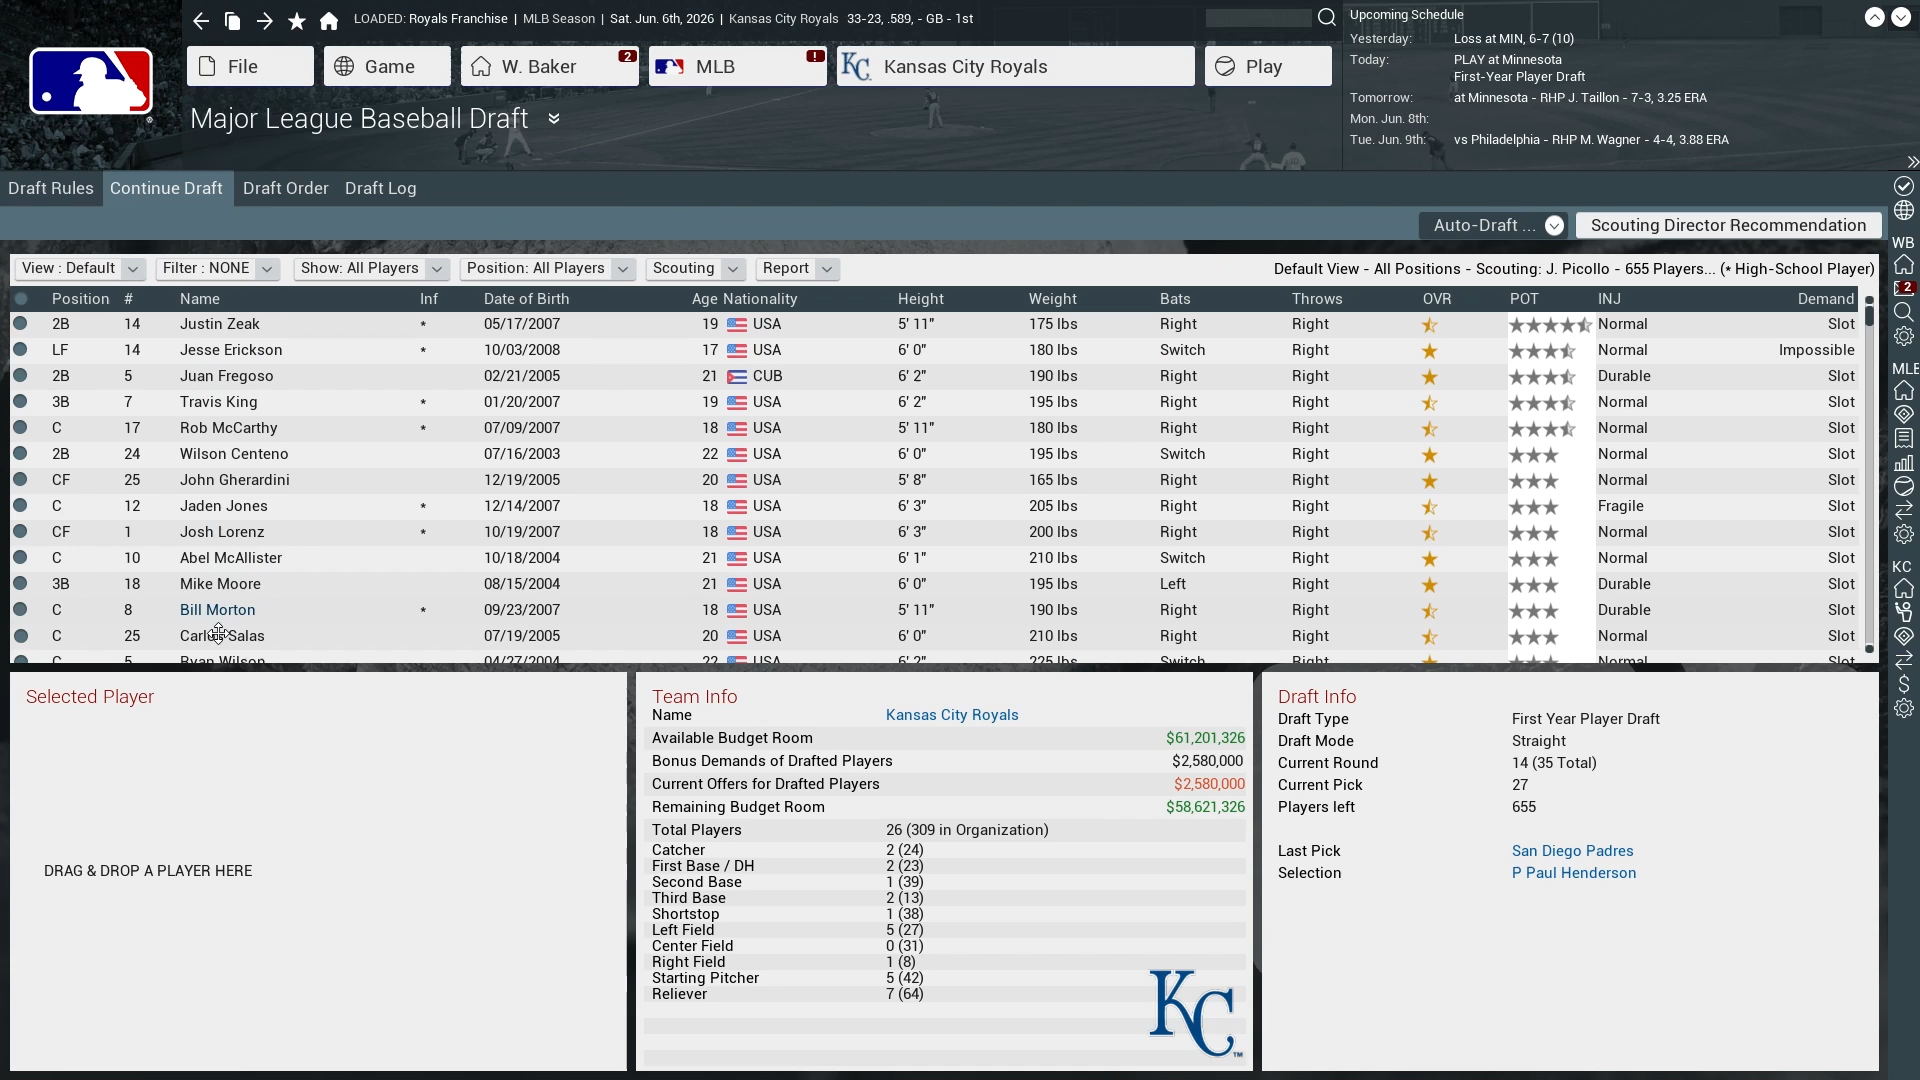 LOADED: Royals Franchise | MLB Season | Sat. Jun. 6th, 2026 | Kansas City Royals 33-23, .589, - GB - 1st
File Game W. Baker 2 MLB ! Kansas City Royals Play
Major League Baseball Draft
Upcoming Schedule
Yesterday: Loss at MIN, 6-7 (10)
Today: PLAY at Minnesota
First-Year Player Draft
Tomorrow: at Minnesota - RHP J. Taillon - 7-3, 3.25 ERA
Mon. Jun. 8th:
Tue. Jun. 9th: vs Philadelphia - RHP M. Wagner - 4-4, 3.88 ERA
Draft Rules Continue Draft Draft Order Draft Log
Auto-Draft ... Scouting Director Recommendation
View : Default Filter : NONE Show: All Players Position: All Players Scouting Report Default View - All Positions - Scouting: J. Picollo - 655 Players... (* High-School Player)
Position # Name Inf Date of Birth Age Nationality Height Weight Bats Throws OVR POT INJ Demand
2B 14 Justin Zeak * 05/17/2007 19 USA 5' 11" 175 lbs Right Right Normal Slot
LF 14 Jesse Erickson * 10/03/2008 17 USA 6' 0" 180 lbs Switch Right Normal Impossible
2B 5 Juan Fregoso 02/21/2005 21 CUB 6' 2" 190 lbs Right Right Durable Slot
3B 7 Travis King * 01/20/2007 19 USA 6' 2" 195 lbs Right Right Normal Slot
C 17 Rob McCarthy * 07/09/2007 18 USA 5' 11" 180 lbs Right Right Normal Slot
2B 24 Wilson Centeno 07/16/2003 22 USA 6' 0" 195 lbs Switch Right Normal Slot
CF 25 John Gherardini 12/19/2005 20 USA 5' 8" 165 lbs Right Right Normal Slot
C 12 Jaden Jones * 12/14/2007 18 USA 6' 3" 205 lbs Right Right Fragile Slot
CF 1 Josh Lorenz * 10/19/2007 18 USA 6' 3" 200 lbs Right Right Normal Slot
C 10 Abel McAllister 10/18/2004 21 USA 6' 1" 210 lbs Switch Right Normal Slot
3B 18 Mike Moore 08/15/2004 21 USA 6' 0" 195 lbs Left Right Durable Slot
C 8 Bill Morton * 09/23/2007 18 USA 5' 11" 190 lbs Right Right Durable Slot
C 25 Carlos Salas 07/19/2005 20 USA 6' 0" 210 lbs Right Right Normal Slot
C 5 Ryan Wilson 04/27/2004 22 USA 6' 2" 225 lbs Switch Right Normal Slot
WB
2
MLB
KC
Selected Player
DRAG & DROP A PLAYER HERE
Team Info
Name Kansas City Royals
Available Budget Room $61,201,326
Bonus Demands of Drafted Players $2,580,000
Current Offers for Drafted Players $2,580,000
Remaining Budget Room $58,621,326
Total Players 26 (309 in Organization)
Catcher 2 (24)
First Base / DH 2 (23)
Second Base 1 (39)
Third Base 2 (13)
Shortstop 1 (38)
Left Field 5 (27)
Center Field 0 (31)
Right Field 1 (8)
Starting Pitcher 5 (42)
Reliever 7 (64)
KC
Draft Info
Draft Type First Year Player Draft
Draft Mode Straight
Current Round 14 (35 Total)
Current Pick 27
Players left 655
Last Pick San Diego Padres
Selection P Paul Henderson